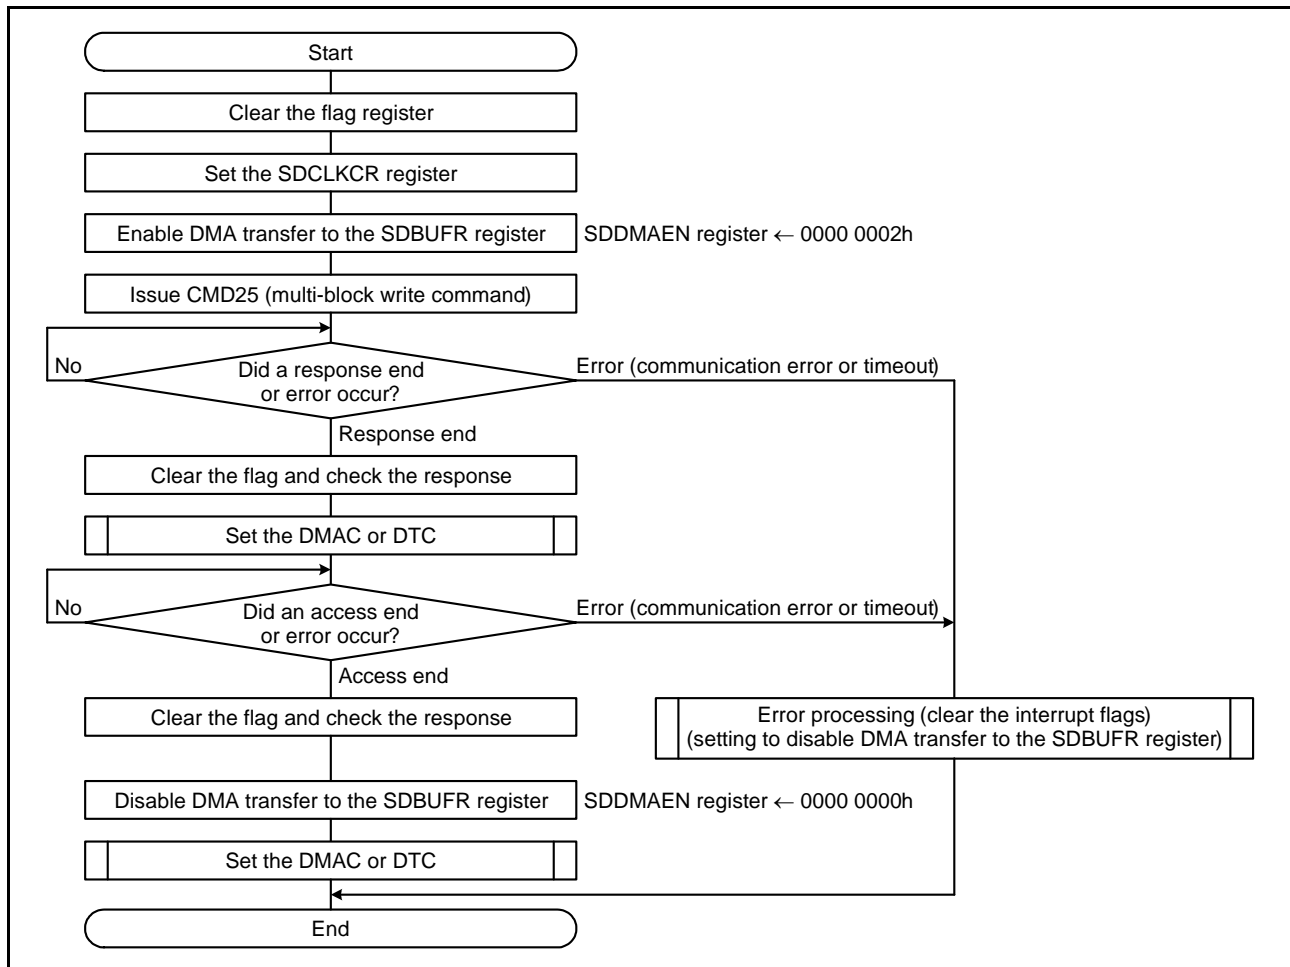 Start
Clear the flag register
Set the SDCLKCR register
Enable DMA transfer to the SDBUFR register
SDDMAEN register ← 0000 0002h
Issue CMD25 (multi-block write command)
No
Did a response end
or error occur?
Error (communication error or timeout)
Response end
Clear the flag and check the response
Set the DMAC or DTC
No
Did an access end
or error occur?
Error (communication error or timeout)
Access end
Clear the flag and check the response
Error processing (clear the interrupt flags)
(setting to disable DMA transfer to the SDBUFR register)
Disable DMA transfer to the SDBUFR register
SDDMAEN register ← 0000 0000h
Set the DMAC or DTC
End